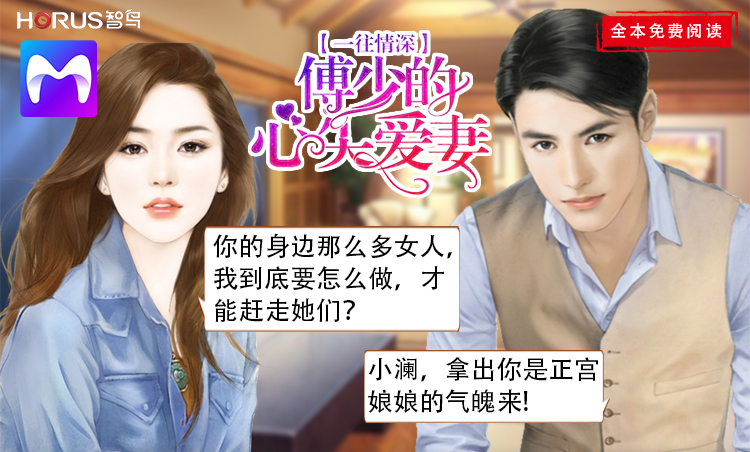 HORUS智鸟
全本免费阅读
【一往情深】
傅少的
心尖爱妻
你的身边那么多女人,
我到底要怎么做，才
能赶走她们?
小澜，拿出你是正宫
娘娘的气魄来!